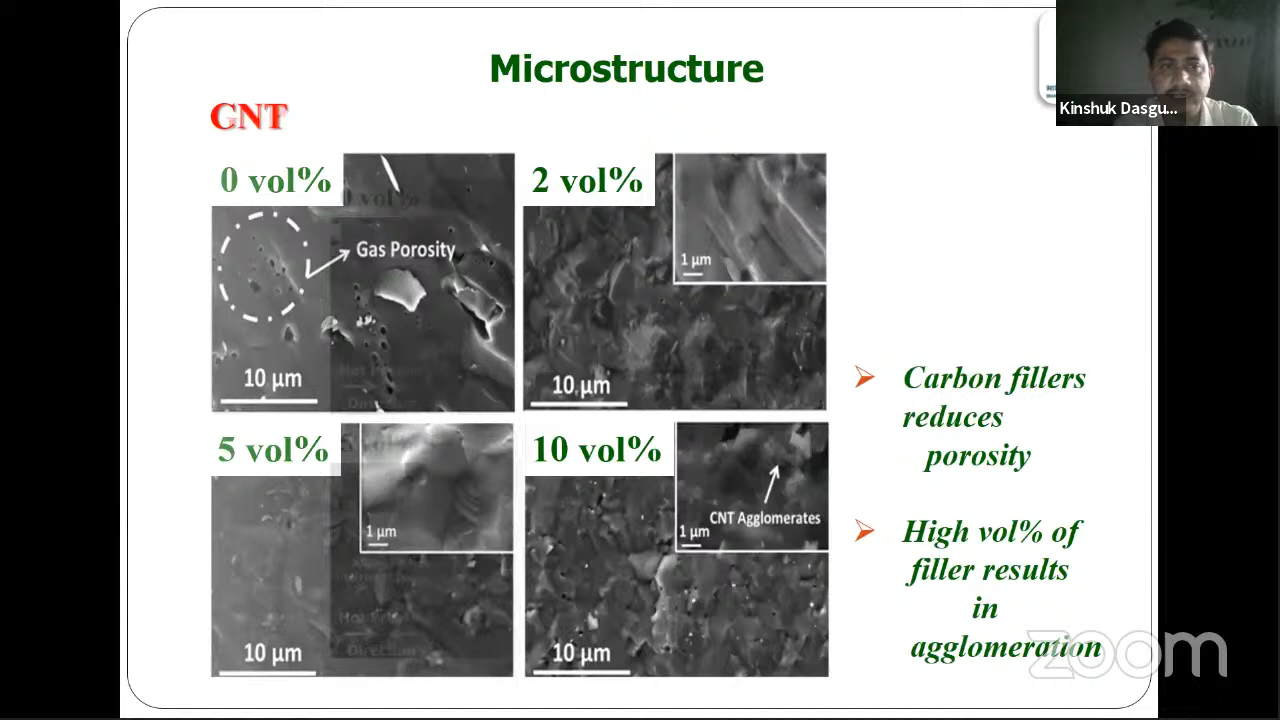 Microstructure
CNT
Kinshuk Dasgu...
0 vol%
2 vol%
Gas Porosity
1 μm
10 μm
10 μm
5 vol%
10 vol%
1 μm
CNT Agglomerates
1 μm
10 μm
10 μm
Carbon fillers
reduces
porosity
High vol% of
filler results
in
agglomeration
zoom